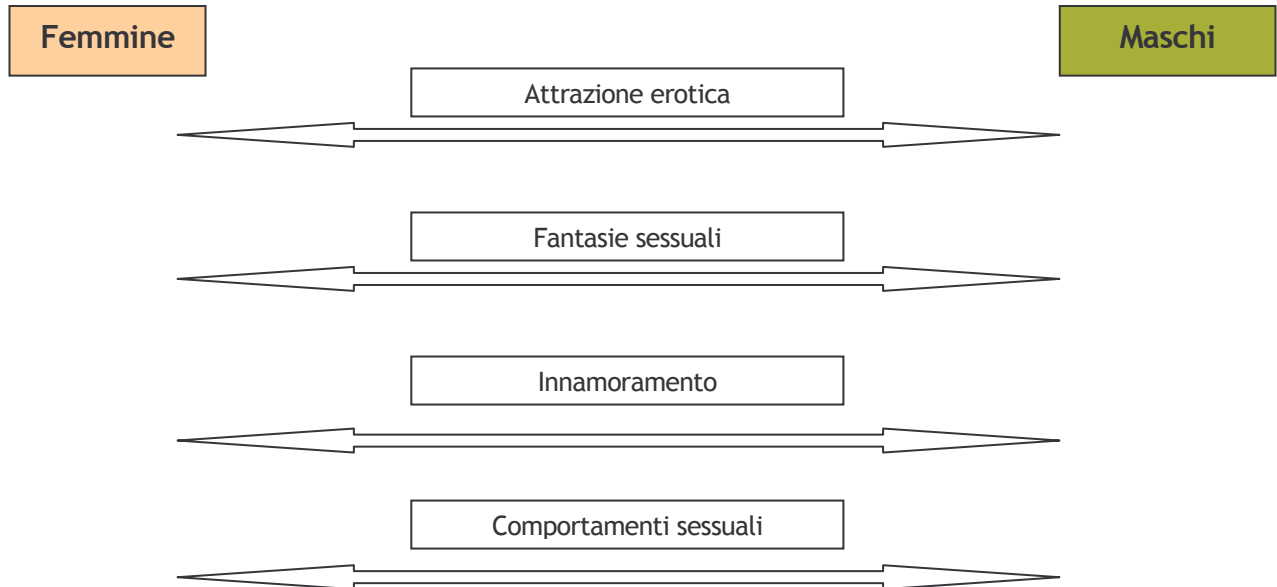 Femmine
Maschi
Attrazione erotica
Fantasie sessuali
Innamoramento
Comportamenti sessuali